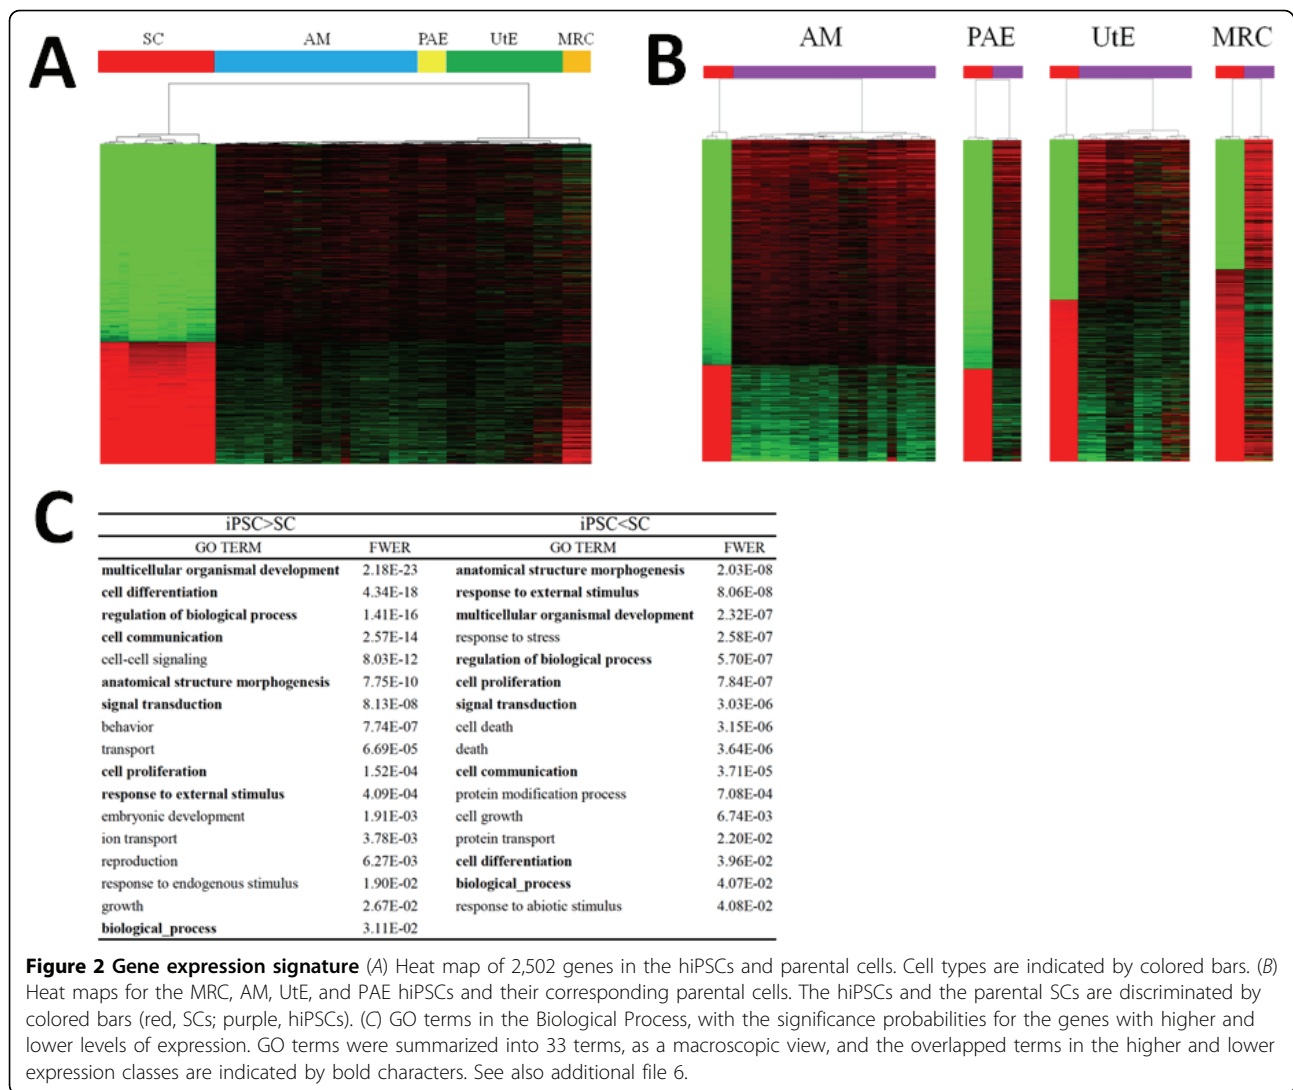 A
SC AM PAE UtE MRC
B
AM PAE UtE MRC
C
iPSC>SC iPSC<SC
GO TERM FWER GO TERM FWER
multicellular organismal development 2.18E-23 anatomical structure morphogenesis 2.03E-08
cell differentiation 4.34E-18 response to external stimulus 8.06E-08
regulation of biological process 1.41E-16 multicellular organismal development 2.32E-07
cell communication 2.57E-14 response to stress 2.58E-07
cell-cell signaling 8.03E-12 regulation of biological process 5.70E-07
anatomical structure morphogenesis 7.75E-10 cell proliferation 7.84E-07
signal transduction 8.13E-08 signal transduction 3.03E-06
behavior 7.74E-07 cell death 3.15E-06
transport 6.69E-05 death 3.64E-06
cell proliferation 1.52E-04 cell communication 3.71E-05
response to external stimulus 4.09E-04 protein modification process 7.08E-04
embryonic development 1.91E-03 cell growth 6.74E-03
ion transport 3.78E-03 protein transport 2.20E-02
reproduction 6.27E-03 cell differentiation 3.96E-02
response to endogenous stimulus 1.90E-02 biological_process 4.07E-02
growth 2.67E-02 response to abiotic stimulus 4.08E-02
biological_process 3.11E-02
Figure 2 Gene expression signature (A) Heat map of 2,502 genes in the hiPSCs and parental cells. Cell types are indicated by colored bars. (B)
Heat maps for the MRC, AM, UtE, and PAE hiPSCs and their corresponding parental cells. The hiPSCs and the parental SCs are discriminated by
colored bars (red, SCs; purple, hiPSCs). (C) GO terms in the Biological Process, with the significance probabilities for the genes with higher and
lower levels of expression. GO terms were summarized into 33 terms, as a macroscopic view, and the overlapped terms in the higher and lower
expression classes are indicated by bold characters. See also additional file 6.